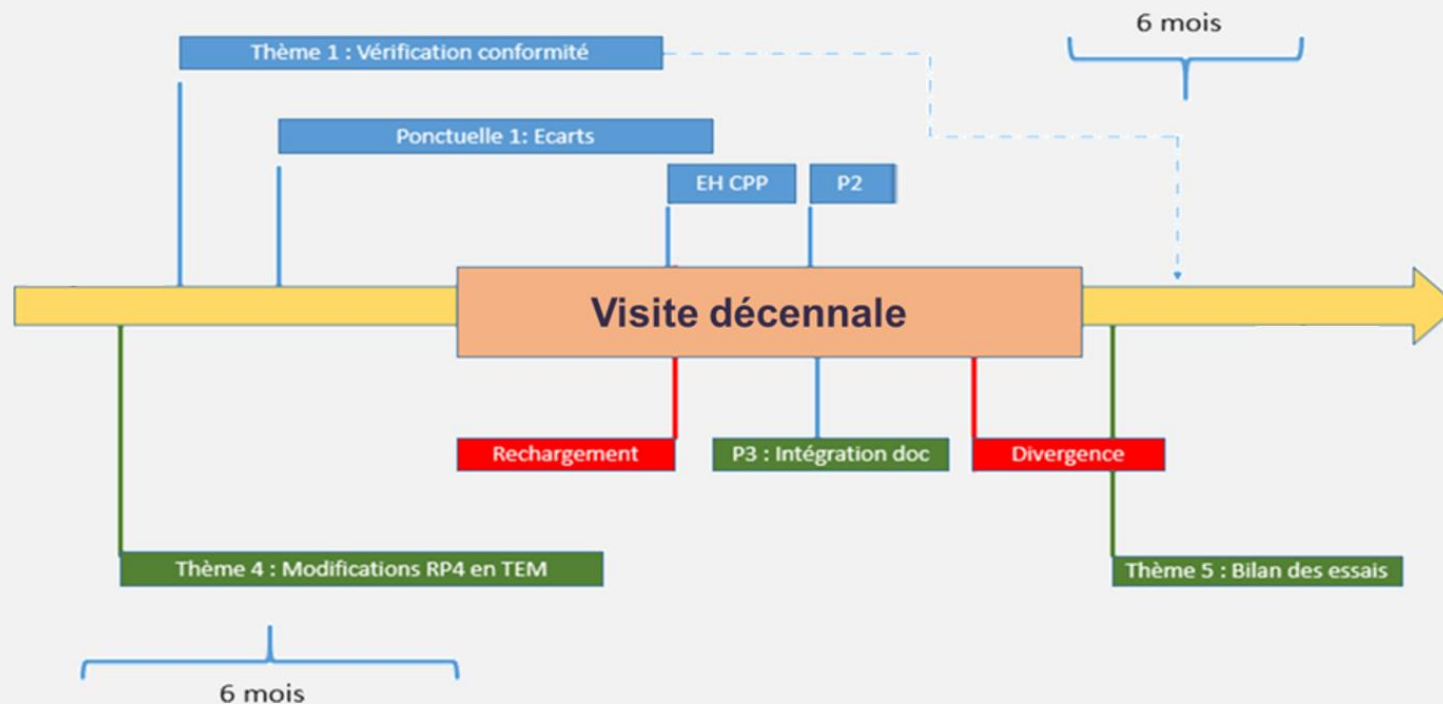 6 mois
Thème 1 : Vérification conformité
Ponctuelle 1: Ecarts
EH CPP
P2
Visite décennale
Rechargement
P3 : Intégration doc
Divergence
Thème 4 : Modifications RP4 en TEM
Thème 5 : Bilan des essais
6 mois